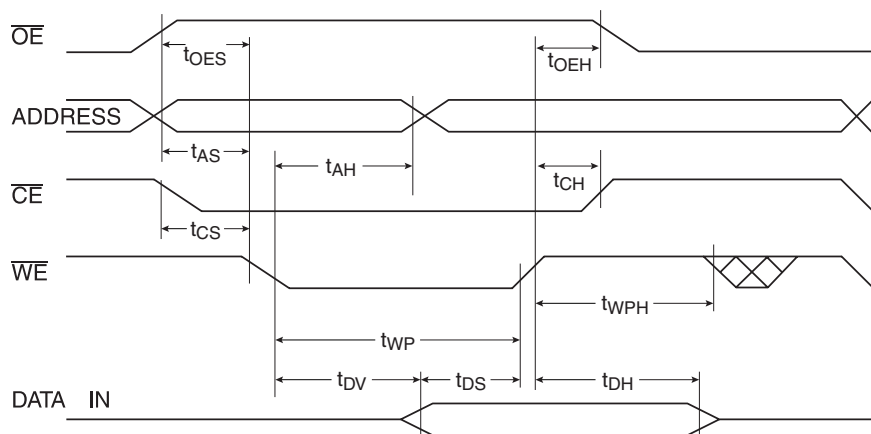 OE
tOES
tOEH
ADDRESS
tAS
tAH
tCH
CE
tCS
WE
tWPH
tWP
tDV
tDS
tDH
DATA IN